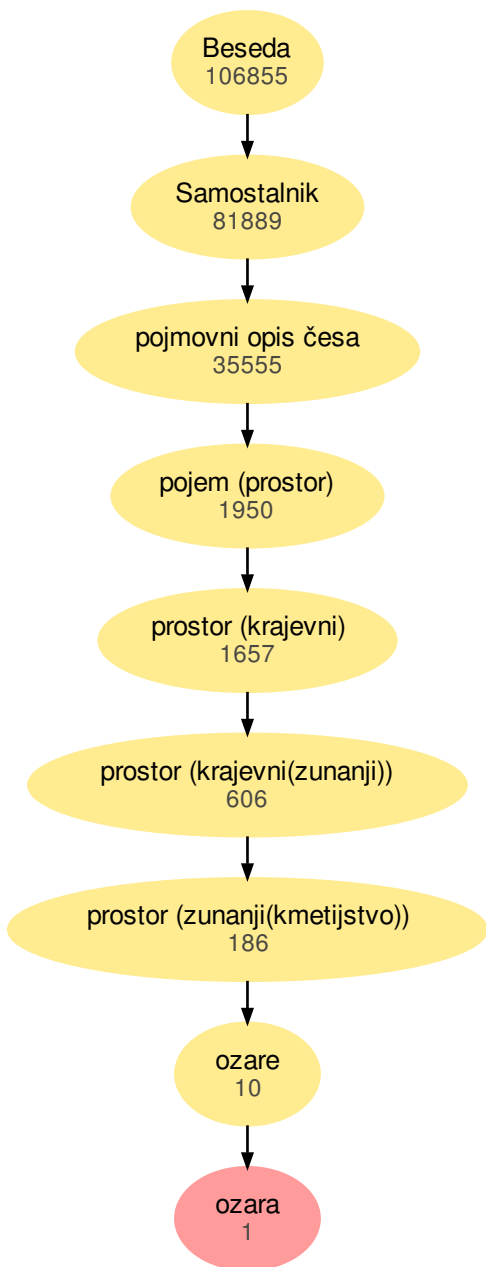 Beseda
106855
Samostalnik
81889
pojmovni opis česa
35555
pojem (prostor)
1950
prostor (krajevni)
1657
prostor (krajevni(zunanji))
606
prostor (zunanji(kmetijstvo))
186
ozare
10
ozara
1